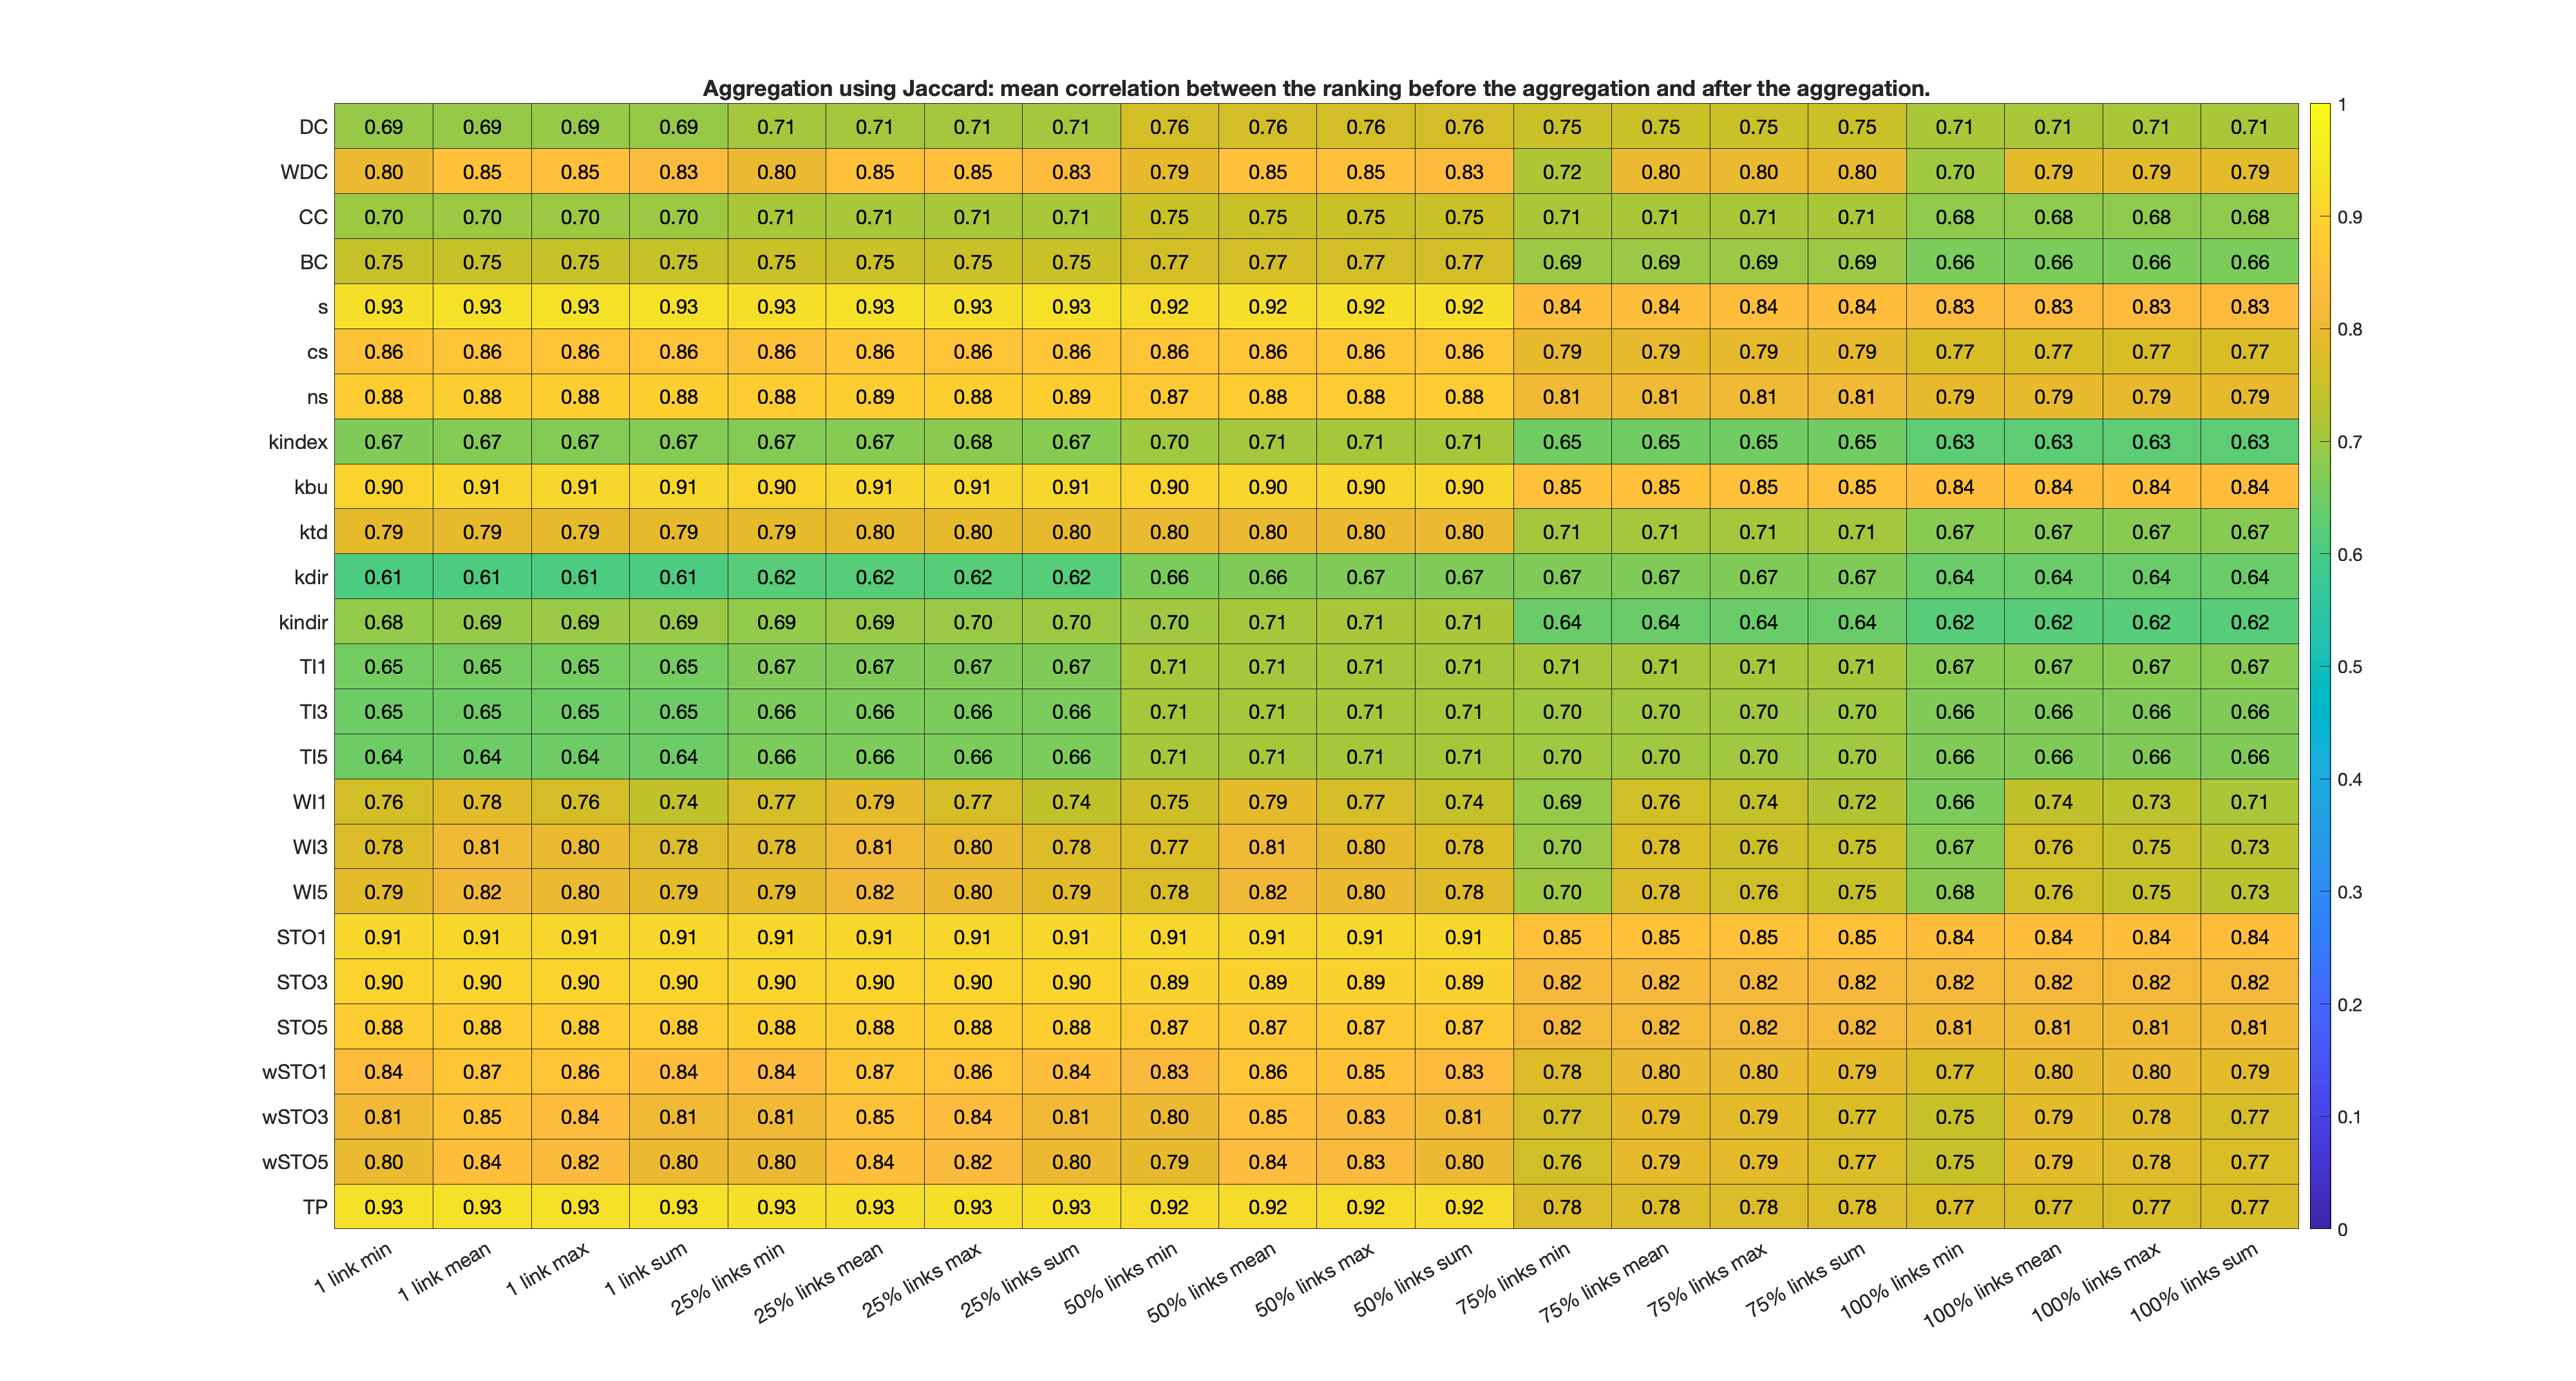 Aggregation using Jaccard: mean correlation between the ranking before the aggregation and after the aggregation.
DC 0.69 0.69 0.69 0.69 0.71 0.71 0.71 0.71 0.76 0.76 0.76 0.76 0.75 0.75 0.75 0.75 0.71 0.71 0.71 0.71
WDC 0.80 0.85 0.85 0.83 0.80 0.85 0.85 0.83 0.79 0.85 0.85 0.83 0.72 0.80 0.80 0.80 0.70 0.79 0.79 0.79
CC 0.70 0.70 0.70 0.70 0.71 0.71 0.71 0.71 0.75 0.75 0.75 0.75 0.71 0.71 0.71 0.71 0.68 0.68 0.68 0.68
BC 0.75 0.75 0.75 0.75 0.75 0.75 0.75 0.75 0.77 0.77 0.77 0.77 0.69 0.69 0.69 0.69 0.66 0.66 0.66 0.66
s 0.93 0.93 0.93 0.93 0.93 0.93 0.93 0.93 0.92 0.92 0.92 0.92 0.84 0.84 0.84 0.84 0.83 0.83 0.83 0.83
cs 0.86 0.86 0.86 0.86 0.86 0.86 0.86 0.86 0.86 0.86 0.86 0.86 0.79 0.79 0.79 0.79 0.77 0.77 0.77 0.77
ns 0.88 0.88 0.88 0.88 0.88 0.89 0.88 0.89 0.87 0.88 0.88 0.88 0.81 0.81 0.81 0.81 0.79 0.79 0.79 0.79
kindex 0.67 0.67 0.67 0.67 0.67 0.67 0.68 0.67 0.70 0.71 0.71 0.71 0.65 0.65 0.65 0.65 0.63 0.63 0.63 0.63
kbu 0.90 0.91 0.91 0.91 0.90 0.91 0.91 0.91 0.90 0.90 0.90 0.90 0.85 0.85 0.85 0.85 0.84 0.84 0.84 0.84
ktd 0.79 0.79 0.79 0.79 0.79 0.80 0.80 0.80 0.80 0.80 0.80 0.80 0.71 0.71 0.71 0.71 0.67 0.67 0.67 0.67
kdir 0.61 0.61 0.61 0.61 0.62 0.62 0.62 0.62 0.66 0.66 0.67 0.67 0.67 0.67 0.67 0.67 0.64 0.64 0.64 0.64
kindir 0.68 0.69 0.69 0.69 0.69 0.69 0.70 0.70 0.70 0.71 0.71 0.71 0.64 0.64 0.64 0.64 0.62 0.62 0.62 0.62
TI1 0.65 0.65 0.65 0.65 0.67 0.67 0.67 0.67 0.71 0.71 0.71 0.71 0.71 0.71 0.71 0.71 0.67 0.67 0.67 0.67
TI3 0.65 0.65 0.65 0.65 0.66 0.66 0.66 0.66 0.71 0.71 0.71 0.71 0.70 0.70 0.70 0.70 0.66 0.66 0.66 0.66
TI5 0.64 0.64 0.64 0.64 0.66 0.66 0.66 0.66 0.71 0.71 0.71 0.71 0.70 0.70 0.70 0.70 0.66 0.66 0.66 0.66
WI1 0.76 0.78 0.76 0.74 0.77 0.79 0.77 0.74 0.75 0.79 0.77 0.74 0.69 0.76 0.74 0.72 0.66 0.74 0.73 0.71
WI3 0.78 0.81 0.80 0.78 0.78 0.81 0.80 0.78 0.77 0.81 0.80 0.78 0.70 0.78 0.76 0.75 0.67 0.76 0.75 0.73
WI5 0.79 0.82 0.80 0.79 0.79 0.82 0.80 0.79 0.78 0.82 0.80 0.78 0.70 0.78 0.76 0.75 0.68 0.76 0.75 0.73
STO1 0.91 0.91 0.91 0.91 0.91 0.91 0.91 0.91 0.91 0.91 0.91 0.91 0.85 0.85 0.85 0.85 0.84 0.84 0.84 0.84
STO3 0.90 0.90 0.90 0.90 0.90 0.90 0.90 0.90 0.89 0.89 0.89 0.89 0.82 0.82 0.82 0.82 0.82 0.82 0.82 0.82
STO5 0.88 0.88 0.88 0.88 0.88 0.88 0.88 0.88 0.87 0.87 0.87 0.87 0.82 0.82 0.82 0.82 0.81 0.81 0.81 0.81
wSTO1 0.84 0.87 0.86 0.84 0.84 0.87 0.86 0.84 0.83 0.86 0.85 0.83 0.78 0.80 0.80 0.79 0.77 0.80 0.80 0.79
wSTO3 0.81 0.85 0.84 0.81 0.81 0.85 0.84 0.81 0.80 0.85 0.83 0.81 0.77 0.79 0.79 0.77 0.75 0.79 0.78 0.77
wSTO5 0.80 0.84 0.82 0.80 0.80 0.84 0.82 0.80 0.79 0.84 0.83 0.80 0.76 0.79 0.79 0.77 0.75 0.79 0.78 0.77
TP 0.93 0.93 0.93 0.93 0.93 0.93 0.93 0.93 0.92 0.92 0.92 0.92 0.78 0.78 0.78 0.78 0.77 0.77 0.77 0.77
1 link min
1 link mean
1 link max
1 link sum
25% links min
25% links mean
25% links max
25% links sum
50% links min
50% links mean
50% links max
50% links sum
75% links min
75% links mean
75% links max
75% links sum
100% links min
100% links mean
100% links max
100% links sum
1
0.9
0.8
0.7
0.6
0.5
0.4
0.3
0.2
0.1
0